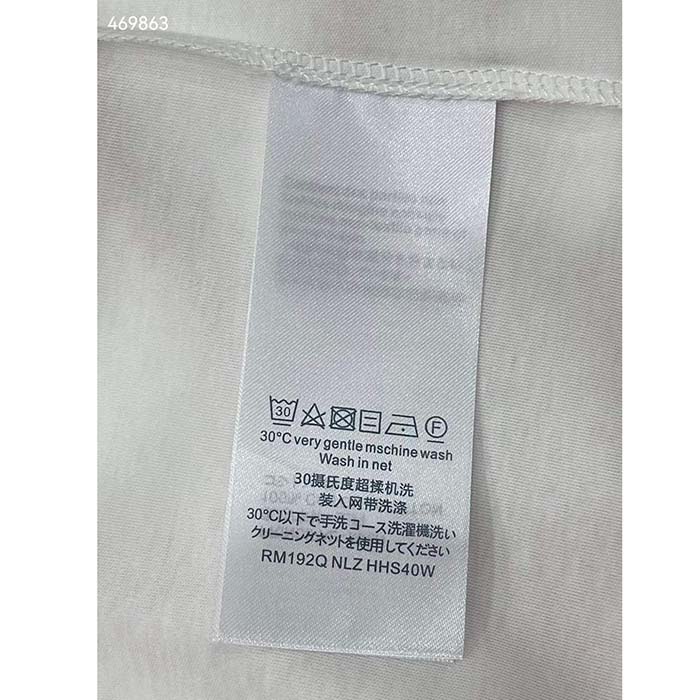 469863
30
F
30°C very gentle mschine wash
Wash in net
30摄氏度超揉机洗
装入网带洗涤
30°C以下で手洗コース洗濯機洗い
クリーニングネットを使用してください
RM192Q NLZ HHS40W